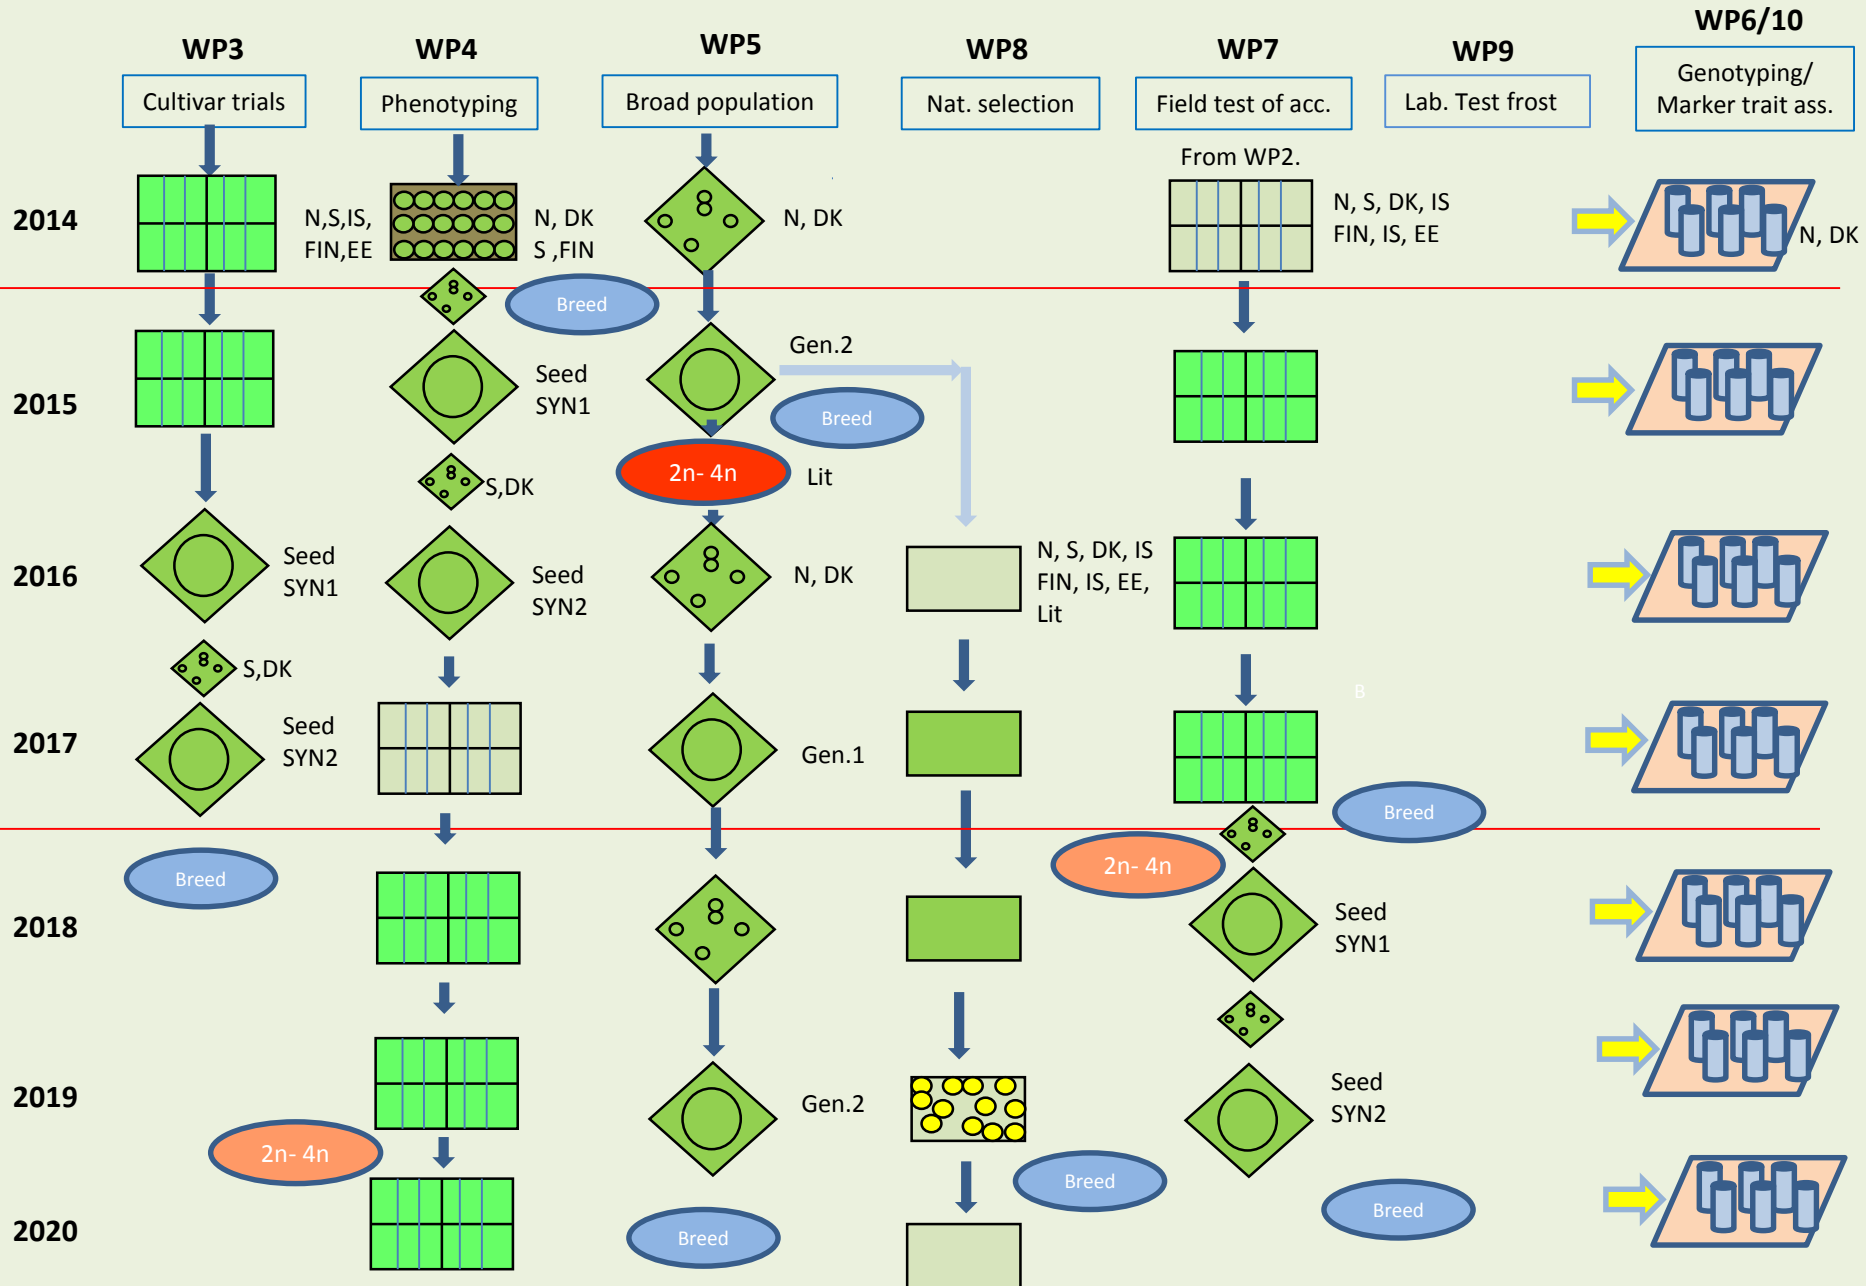 WP3
WP4
WP5
WP8
WP7
WP9
WP6/10
Cultivar trials
Phenotyping
Broad population
Nat. selection
Field test of acc.
Lab. Test frost
Genotyping/
Marker trait ass.
From WP2.
2014
N,S,IS,
FIN,EE
N, DK
S ,FIN
N, DK
N, S, DK, IS
FIN, IS, EE
N, DK
Breed
2015
Seed
SYN1
Gen.2
Breed
2n- 4n
Lit
S,DK
2016
Seed
SYN1
Seed
SYN2
N, DK
N, S, DK, IS
FIN, IS, EE,
Lit
S,DK
B
2017
Seed
SYN2
Gen.1
Breed
Breed
2n- 4n
2018
Seed
SYN1
2019
Gen.2
Seed
SYN2
2n- 4n
Breed
Breed
Breed
2020